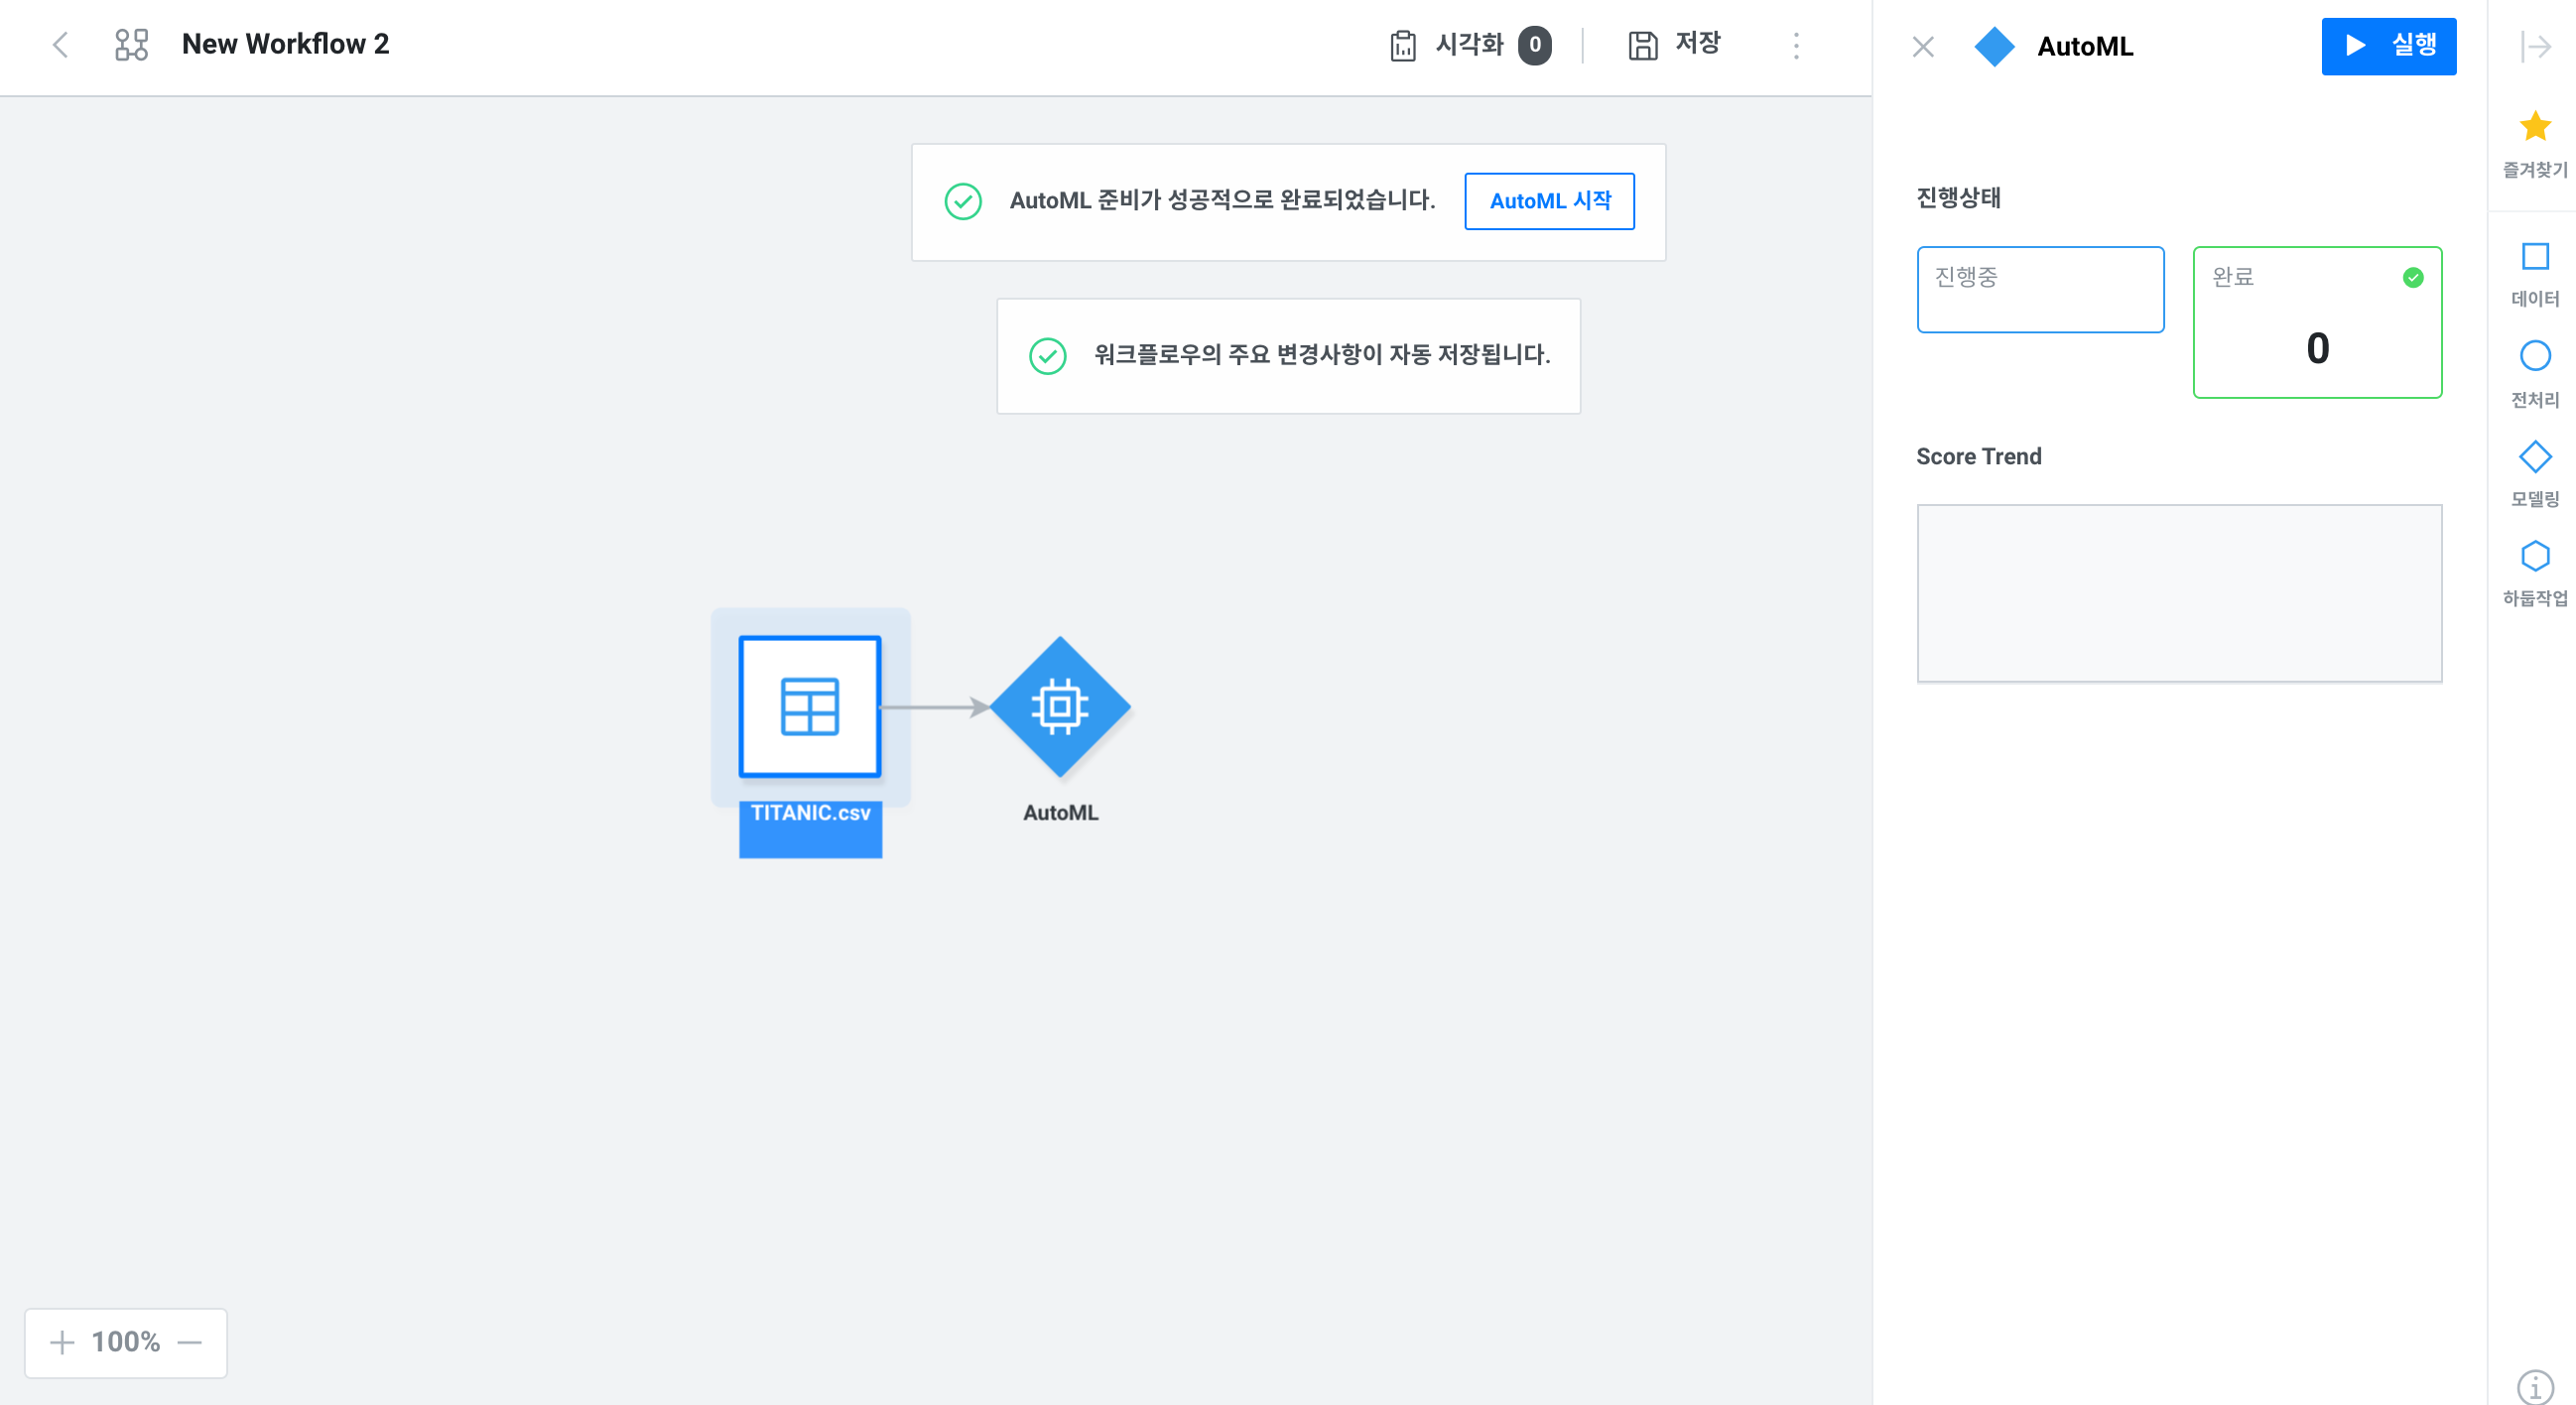 New Workflow 2
시각화 0
저장
AutoML
실행
AutoML 준비가 성공적으로 완료되었습니다.
AutoML 시작
워크플로우의 주요 변경사항이 자동 저장됩니다.
TITANIC.csv
AutoML
100%
진행상태
진행중
완료
0
Score Trend
즐겨찾기
데이터
전처리
모델링
하둡작업